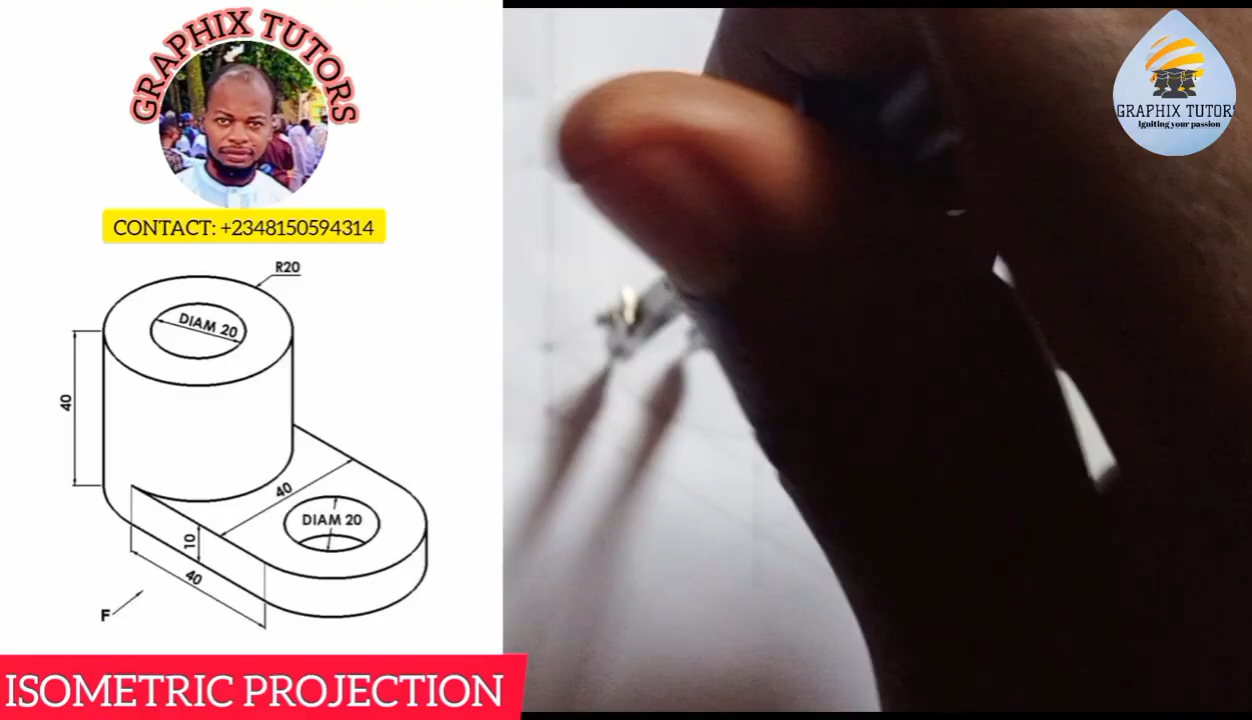 GRAPHIX TUTORS
CONTACT: +2348150594314
R20
DIAM 20
40
40
DIAM 20
10
40
F
ISOMETRIC PROJECTION
GRAPHIX TUTORS
Igniting your passion